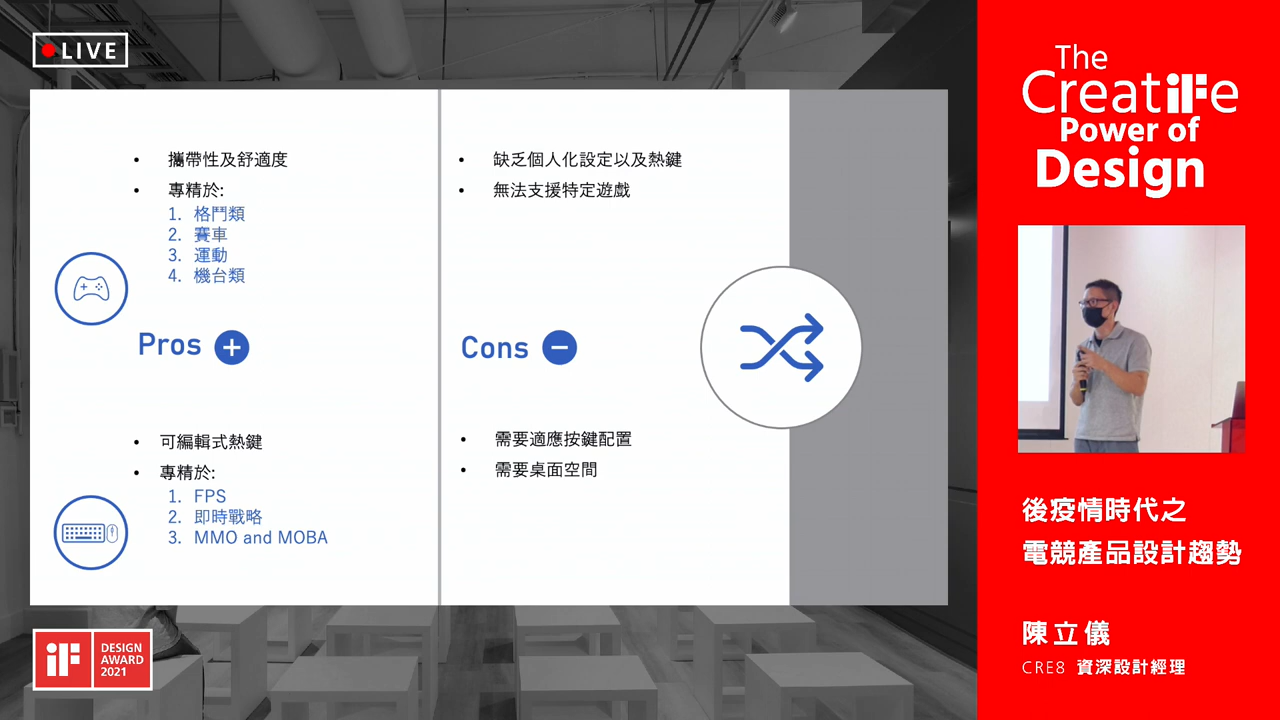 LIVE
• 攜帶性及舒適度
• 專精於:
1. 格鬥類
2. 賽車
3. 運動
4. 機台類
• 缺乏個人化設定以及熱鍵
• 無法支援特定遊戲
Pros +
Cons −
• 可編輯式熱鍵
• 專精於:
1. FPS
2. 即時戰略
3. MMO and MOBA
• 需要適應按鍵配置
• 需要桌面空間
iF
DESIGN
AWARD
2021
The
CreatiFe
Power of
Design
後疫情時代之
電競產品設計趨勢
陳立儀
CRE8 資深設計經理